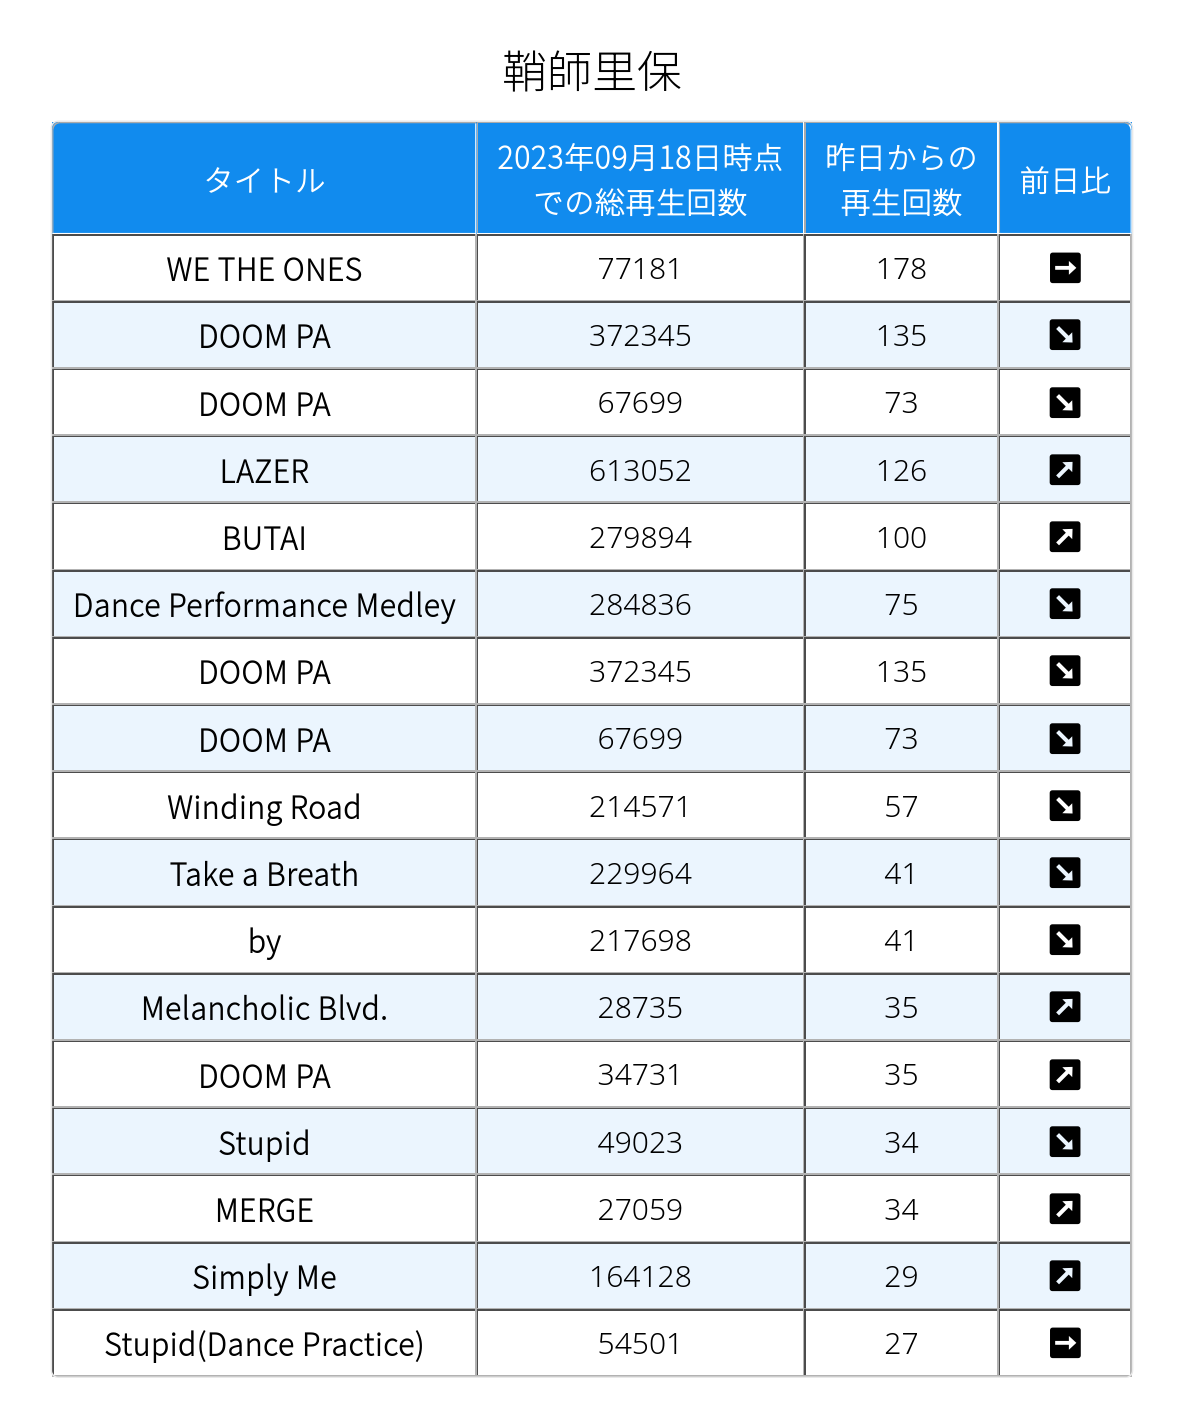 鞘師里保
タイトル 2023年09月18日時点での総再生回数 昨日からの再生回数 前日比
WE THE ONES 77181 178 ➡
DOOM PA 372345 135 ↘
DOOM PA 67699 73 ↘
LAZER 613052 126 ↗
BUTAI 279894 100 ↗
Dance Performance Medley 284836 75 ↘
DOOM PA 372345 135 ↘
DOOM PA 67699 73 ↘
Winding Road 214571 57 ↘
Take a Breath 229964 41 ↘
by 217698 41 ↘
Melancholic Blvd. 28735 35 ↗
DOOM PA 34731 35 ↗
Stupid 49023 34 ↘
MERGE 27059 34 ↗
Simply Me 164128 29 ↗
Stupid(Dance Practice) 54501 27 ➡